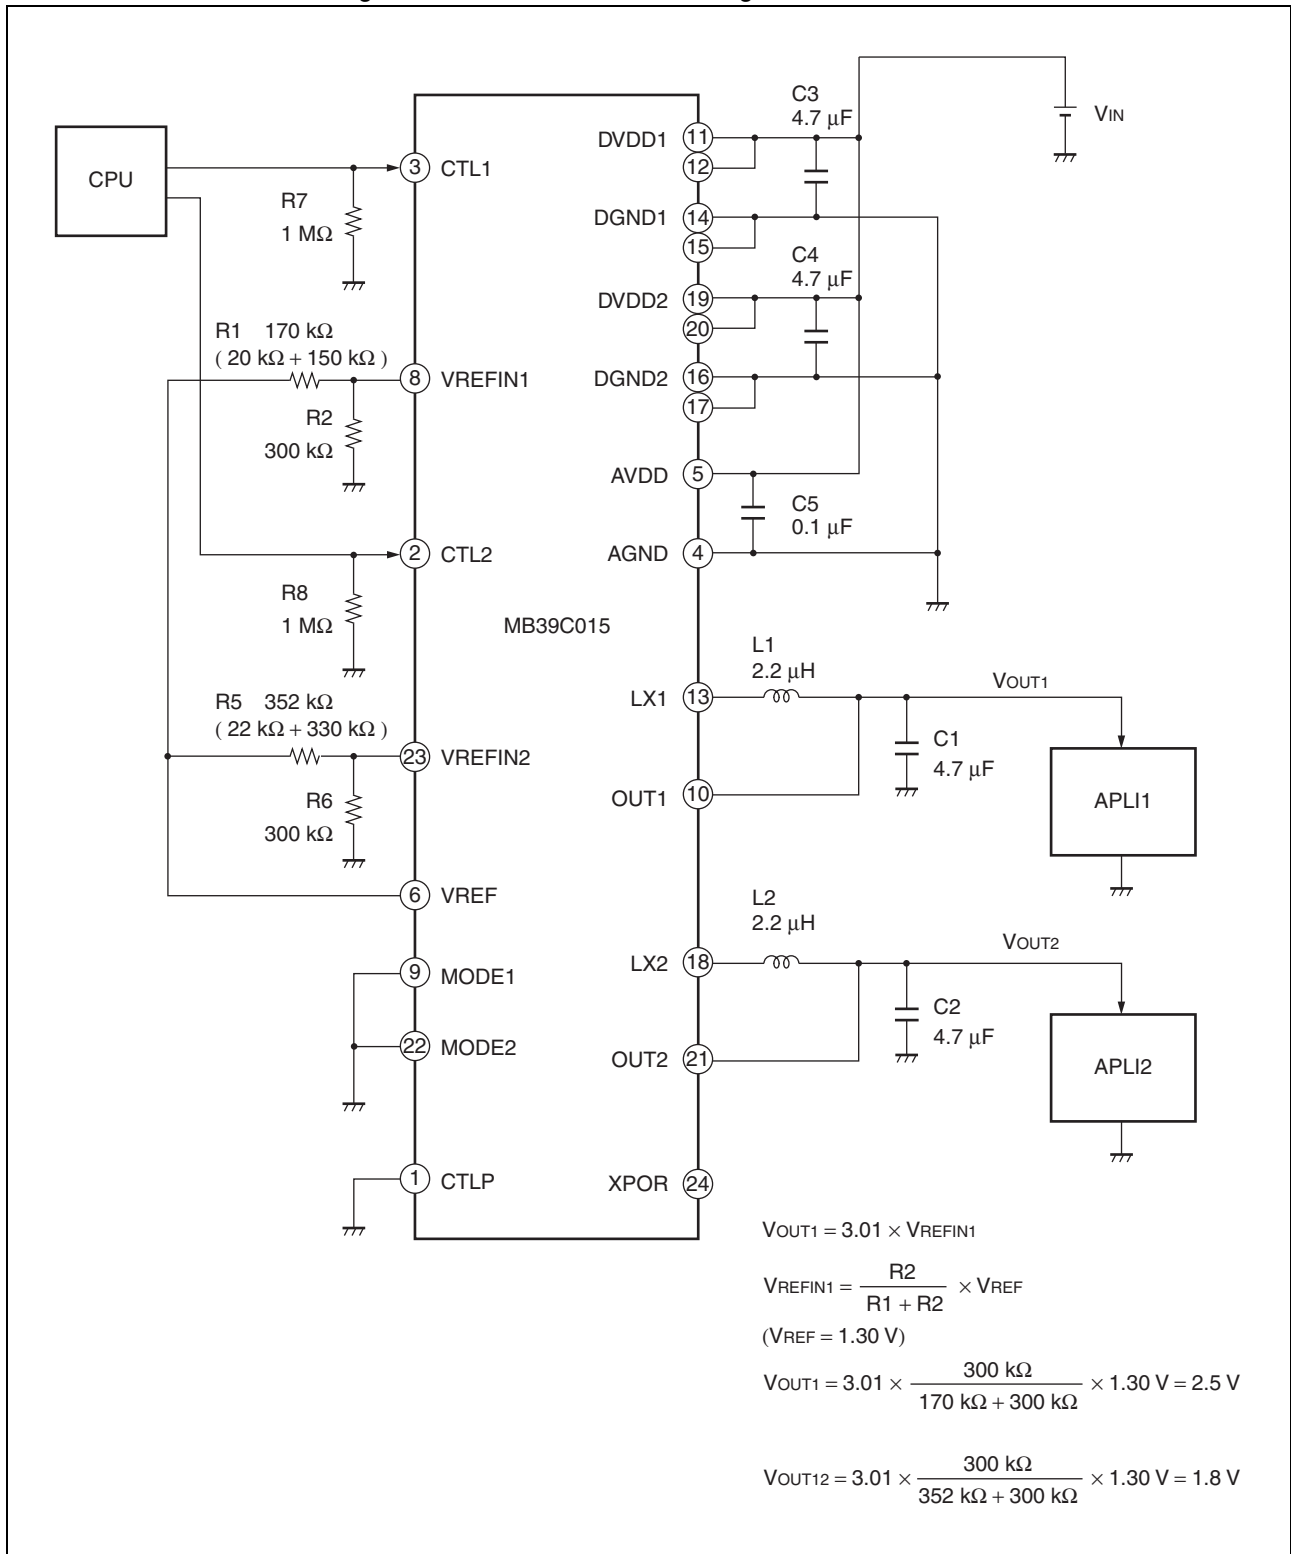 CPU
R7
1 MΩ
R1 170 kΩ
( 20 kΩ + 150 kΩ )
R2
300 kΩ
R8
1 MΩ
R5 352 kΩ
( 22 kΩ + 330 kΩ )
R6
300 kΩ
3 CTL1
8 VREFIN1
2 CTL2
MB39C015
23 VREFIN2
6 VREF
9 MODE1
22 MODE2
1 CTLP
DVDD1 11
12
DGND1 14
15
DVDD2 19
20
DGND2 16
17
AVDD 5
AGND 4
LX1 13
OUT1 10
LX2 18
OUT2 21
XPOR 24
C3
4.7 μF
VIN
C4
4.7 μF
C5
0.1 μF
L1
2.2 μH
VOUT1
C1
4.7 μF
APLI1
L2
2.2 μH
VOUT2
C2
4.7 μF
APLI2
VOUT1 = 3.01 × VREFIN1
VREFIN1 = R2 / R1 + R2 × VREF
(VREF = 1.30 V)
VOUT1 = 3.01 × 300 kΩ / 170 kΩ + 300 kΩ × 1.30 V = 2.5 V
VOUT12 = 3.01 × 300 kΩ / 352 kΩ + 300 kΩ × 1.30 V = 1.8 V